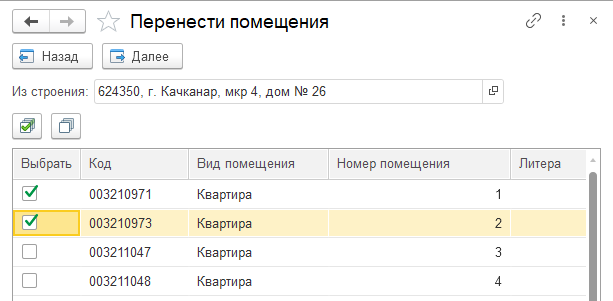 Перенести помещения
Назад Далее
Из строения: 624350, г. Качканар, мкр 4, дом № 26
Выбрать Код Вид помещения Номер помещения Литера
003210971 Квартира 1
003210973 Квартира 2
003211047 Квартира 3
003211048 Квартира 4